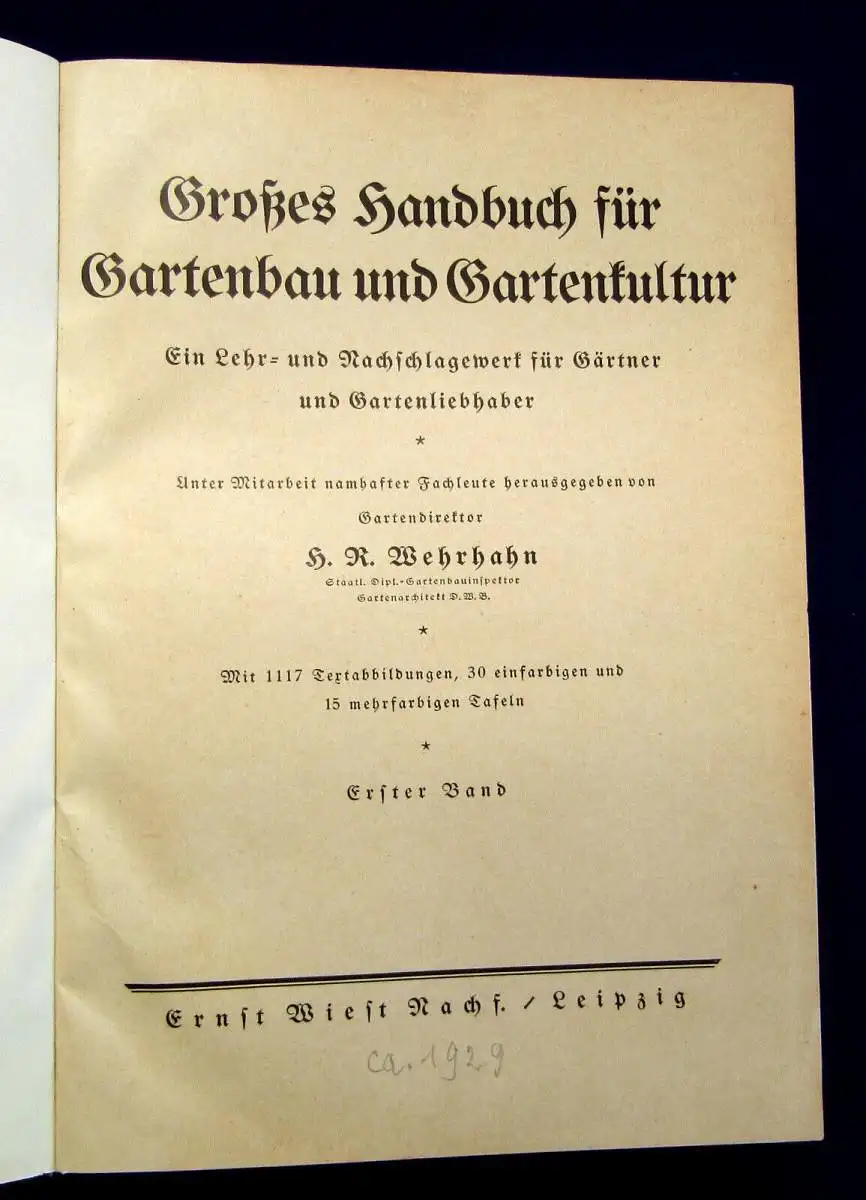 Großes Handbuch für
Gartenbau und Gartenkultur
Ein Lehr- und Nachschlagewerk für Gärtner
und Gartenliebhaber
*
Unter Mitarbeit namhafter Fachleute herausgegeben von
Gartendirektor
H. R. Wehrhahn
Staatl. Dipl.-Gartenbauinspektor
Gartenarchitekt D.W.B.
*
Mit 1117 Textabbildungen, 30 einfarbigen und
15 mehrfarbigen Tafeln
*
Erster Band
Ernst Wiest Nachf. / Leipzig
ca. 1929